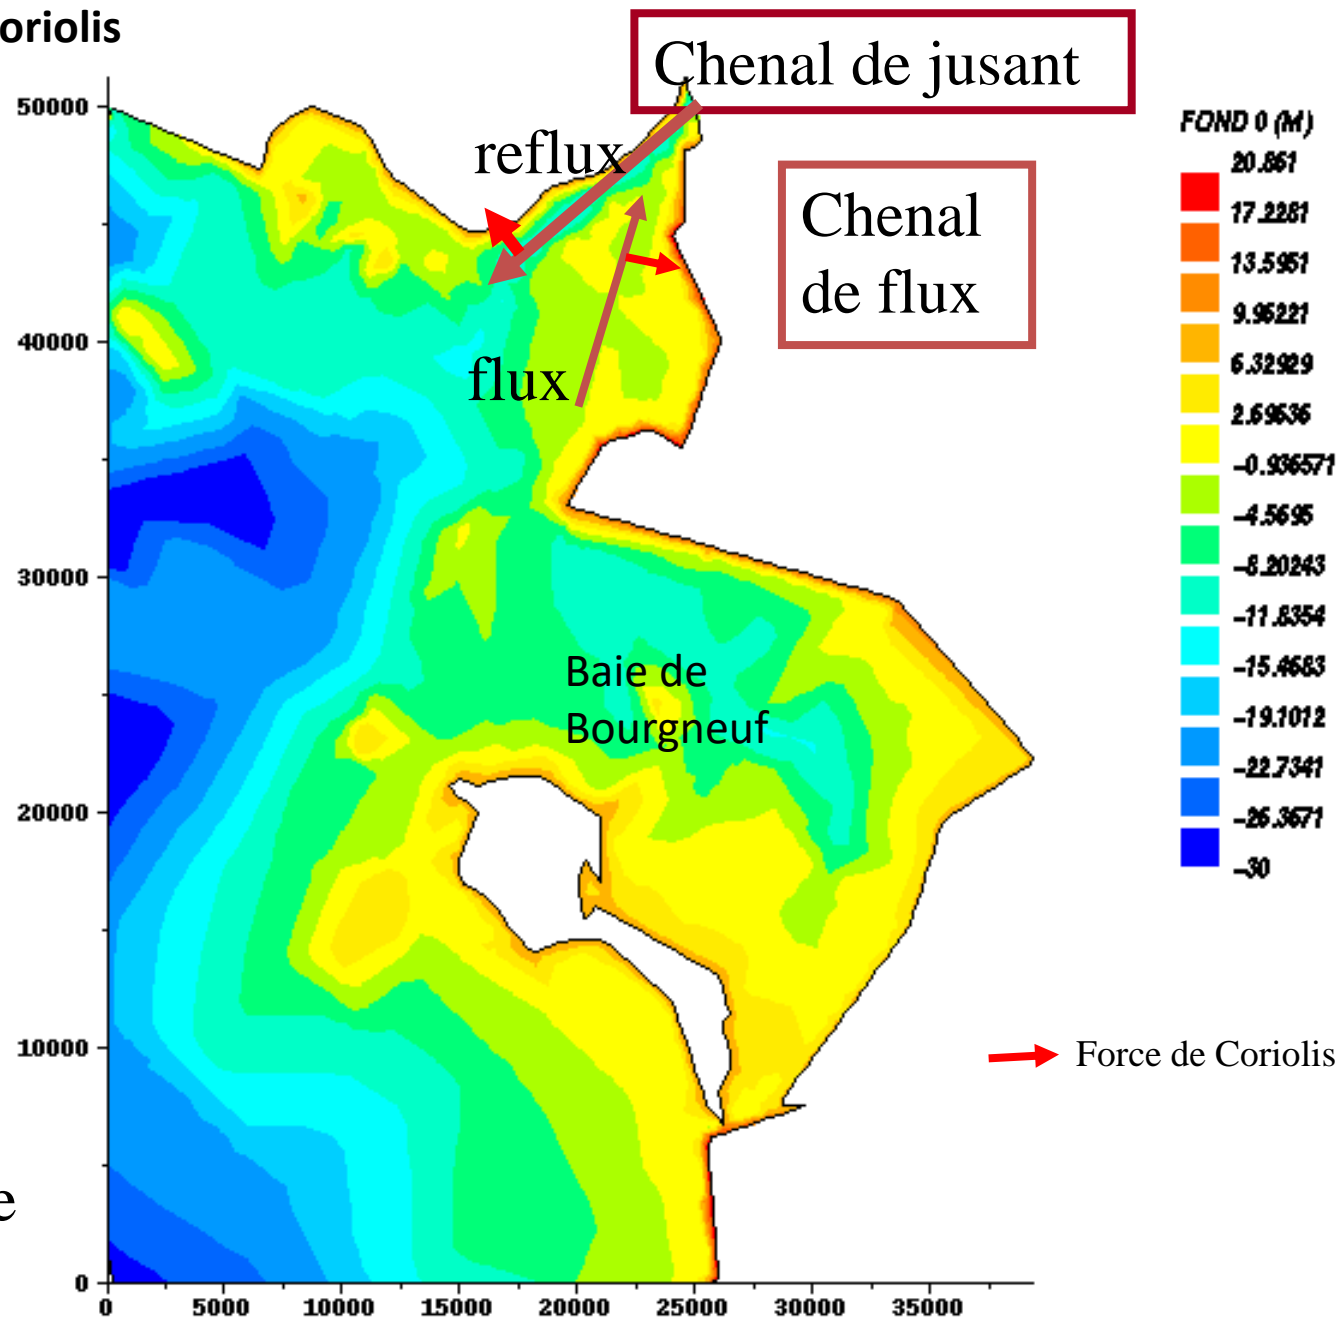 oriolis
Chenal de jusant
reflux
Chenal
de flux
flux
Baie de
Bourgneuf
Force de Coriolis
e
50000
40000
30000
20000
10000
0
0
5000
10000
15000
20000
25000
30000
35000
FOND 0 (M)
20.861
17.2281
13.5951
9.96221
6.32929
2.69636
-0.936571
-4.5695
-8.20243
-11.8354
-15.4683
-19.1012
-22.7341
-26.3671
-30